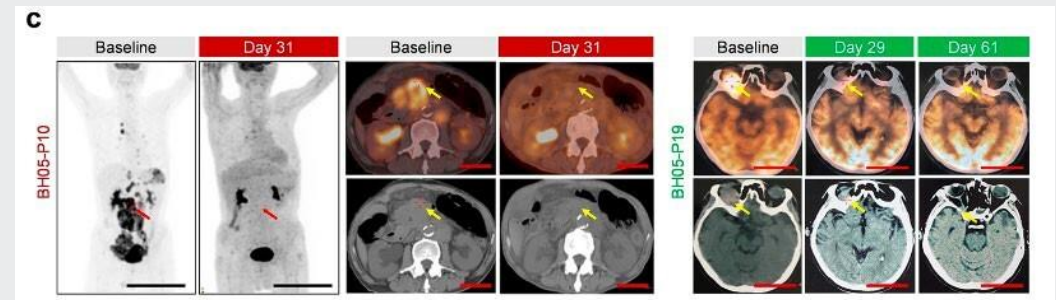 C
Baseline Day 31 Baseline Day 31 Baseline Day 29 Day 61
BH05-P10
BH05-P19